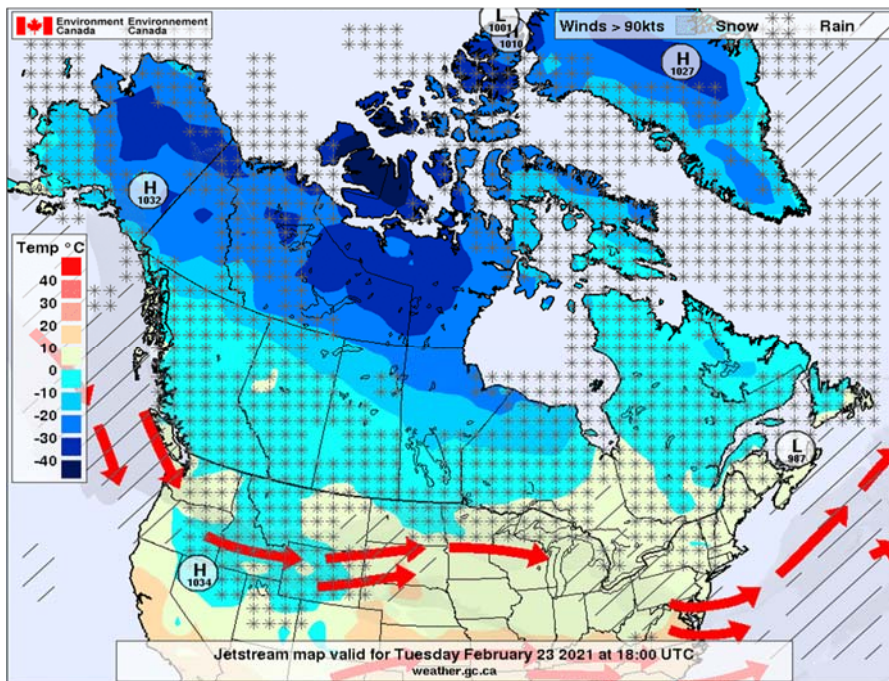 Environment Environnement
Canada Canada
L
1001
H
1010
Winds > 90kts Snow Rain
H
1027
H
1032
Temp °C
40
30
20
10
0
-10
-20
-30
-40
L
987
H
1034
Jetstream map valid for Tuesday February 23 2021 at 18:00 UTC
weather.gc.ca